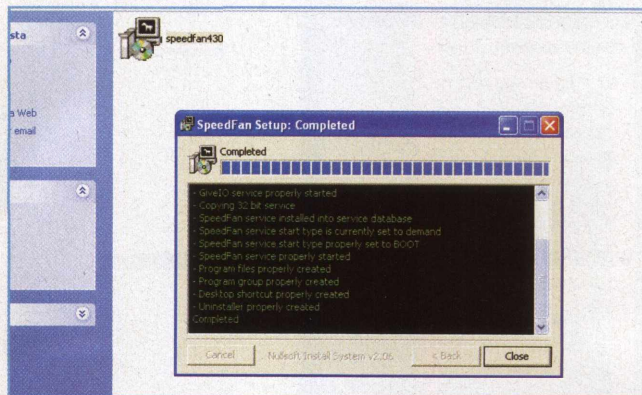 sta
a Web
email
speedfan430
SpeedFan Setup: Completed
Completed
- GiveIO service properly started
- Copying 32 bit service
- SpeedFan service installed into service database
- SpeedFan service start type is currently set to demand
- SpeedFan service start type properly set to BOOT
- SpeedFan service properly started
- Program files properly created
- Program group properly created
- Desktop shortcut properly created
- Uninstaller properly created
Completed
Cancel
Nullsoft Install System v2.06
< Back
Close